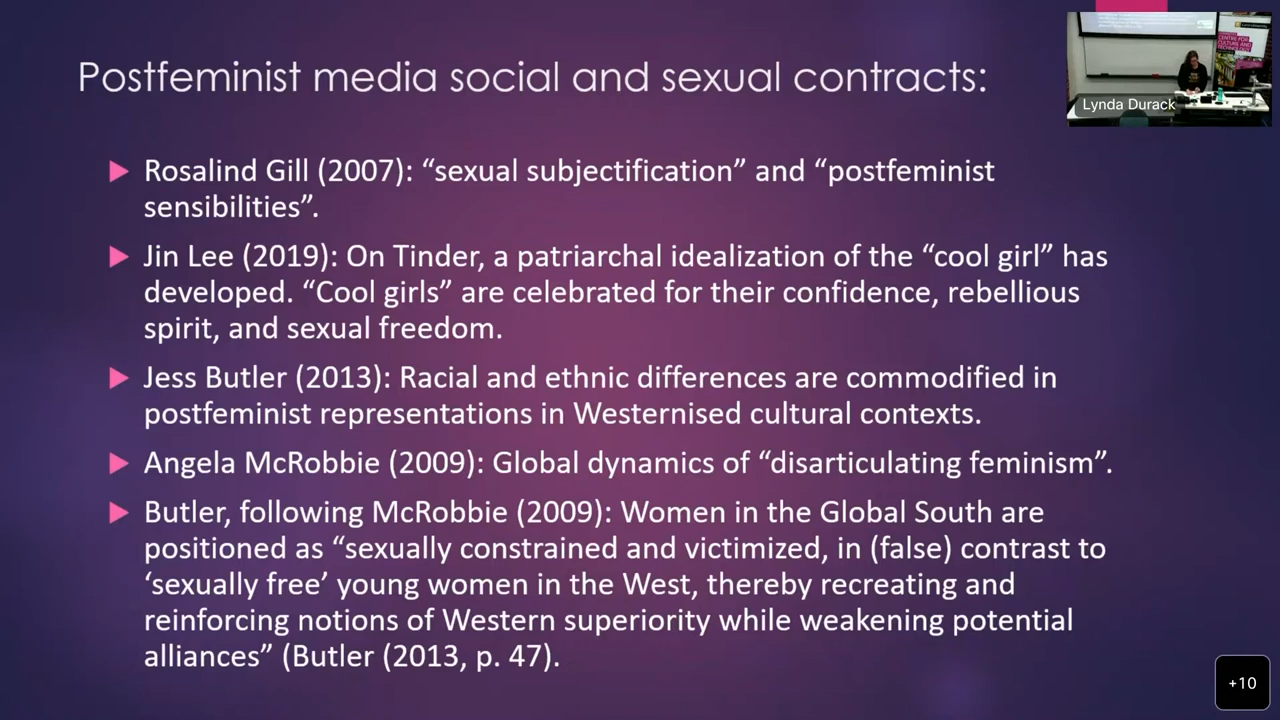 Postfeminist media social and sexual contracts:
Lynda Durack
CENTRE FOR
CULTURE AND
TECHNOLOGY
Rosalind Gill (2007): “sexual subjectification” and “postfeminist
sensibilities”.
Jin Lee (2019): On Tinder, a patriarchal idealization of the “cool girl” has
developed. “Cool girls” are celebrated for their confidence, rebellious
spirit, and sexual freedom.
Jess Butler (2013): Racial and ethnic differences are commodified in
postfeminist representations in Westernised cultural contexts.
Angela McRobbie (2009): Global dynamics of “disarticulating feminism”.
Butler, following McRobbie (2009): Women in the Global South are
positioned as “sexually constrained and victimized, in (false) contrast to
‘sexually free’ young women in the West, thereby recreating and
reinforcing notions of Western superiority while weakening potential
alliances” (Butler (2013, p. 47).
+10